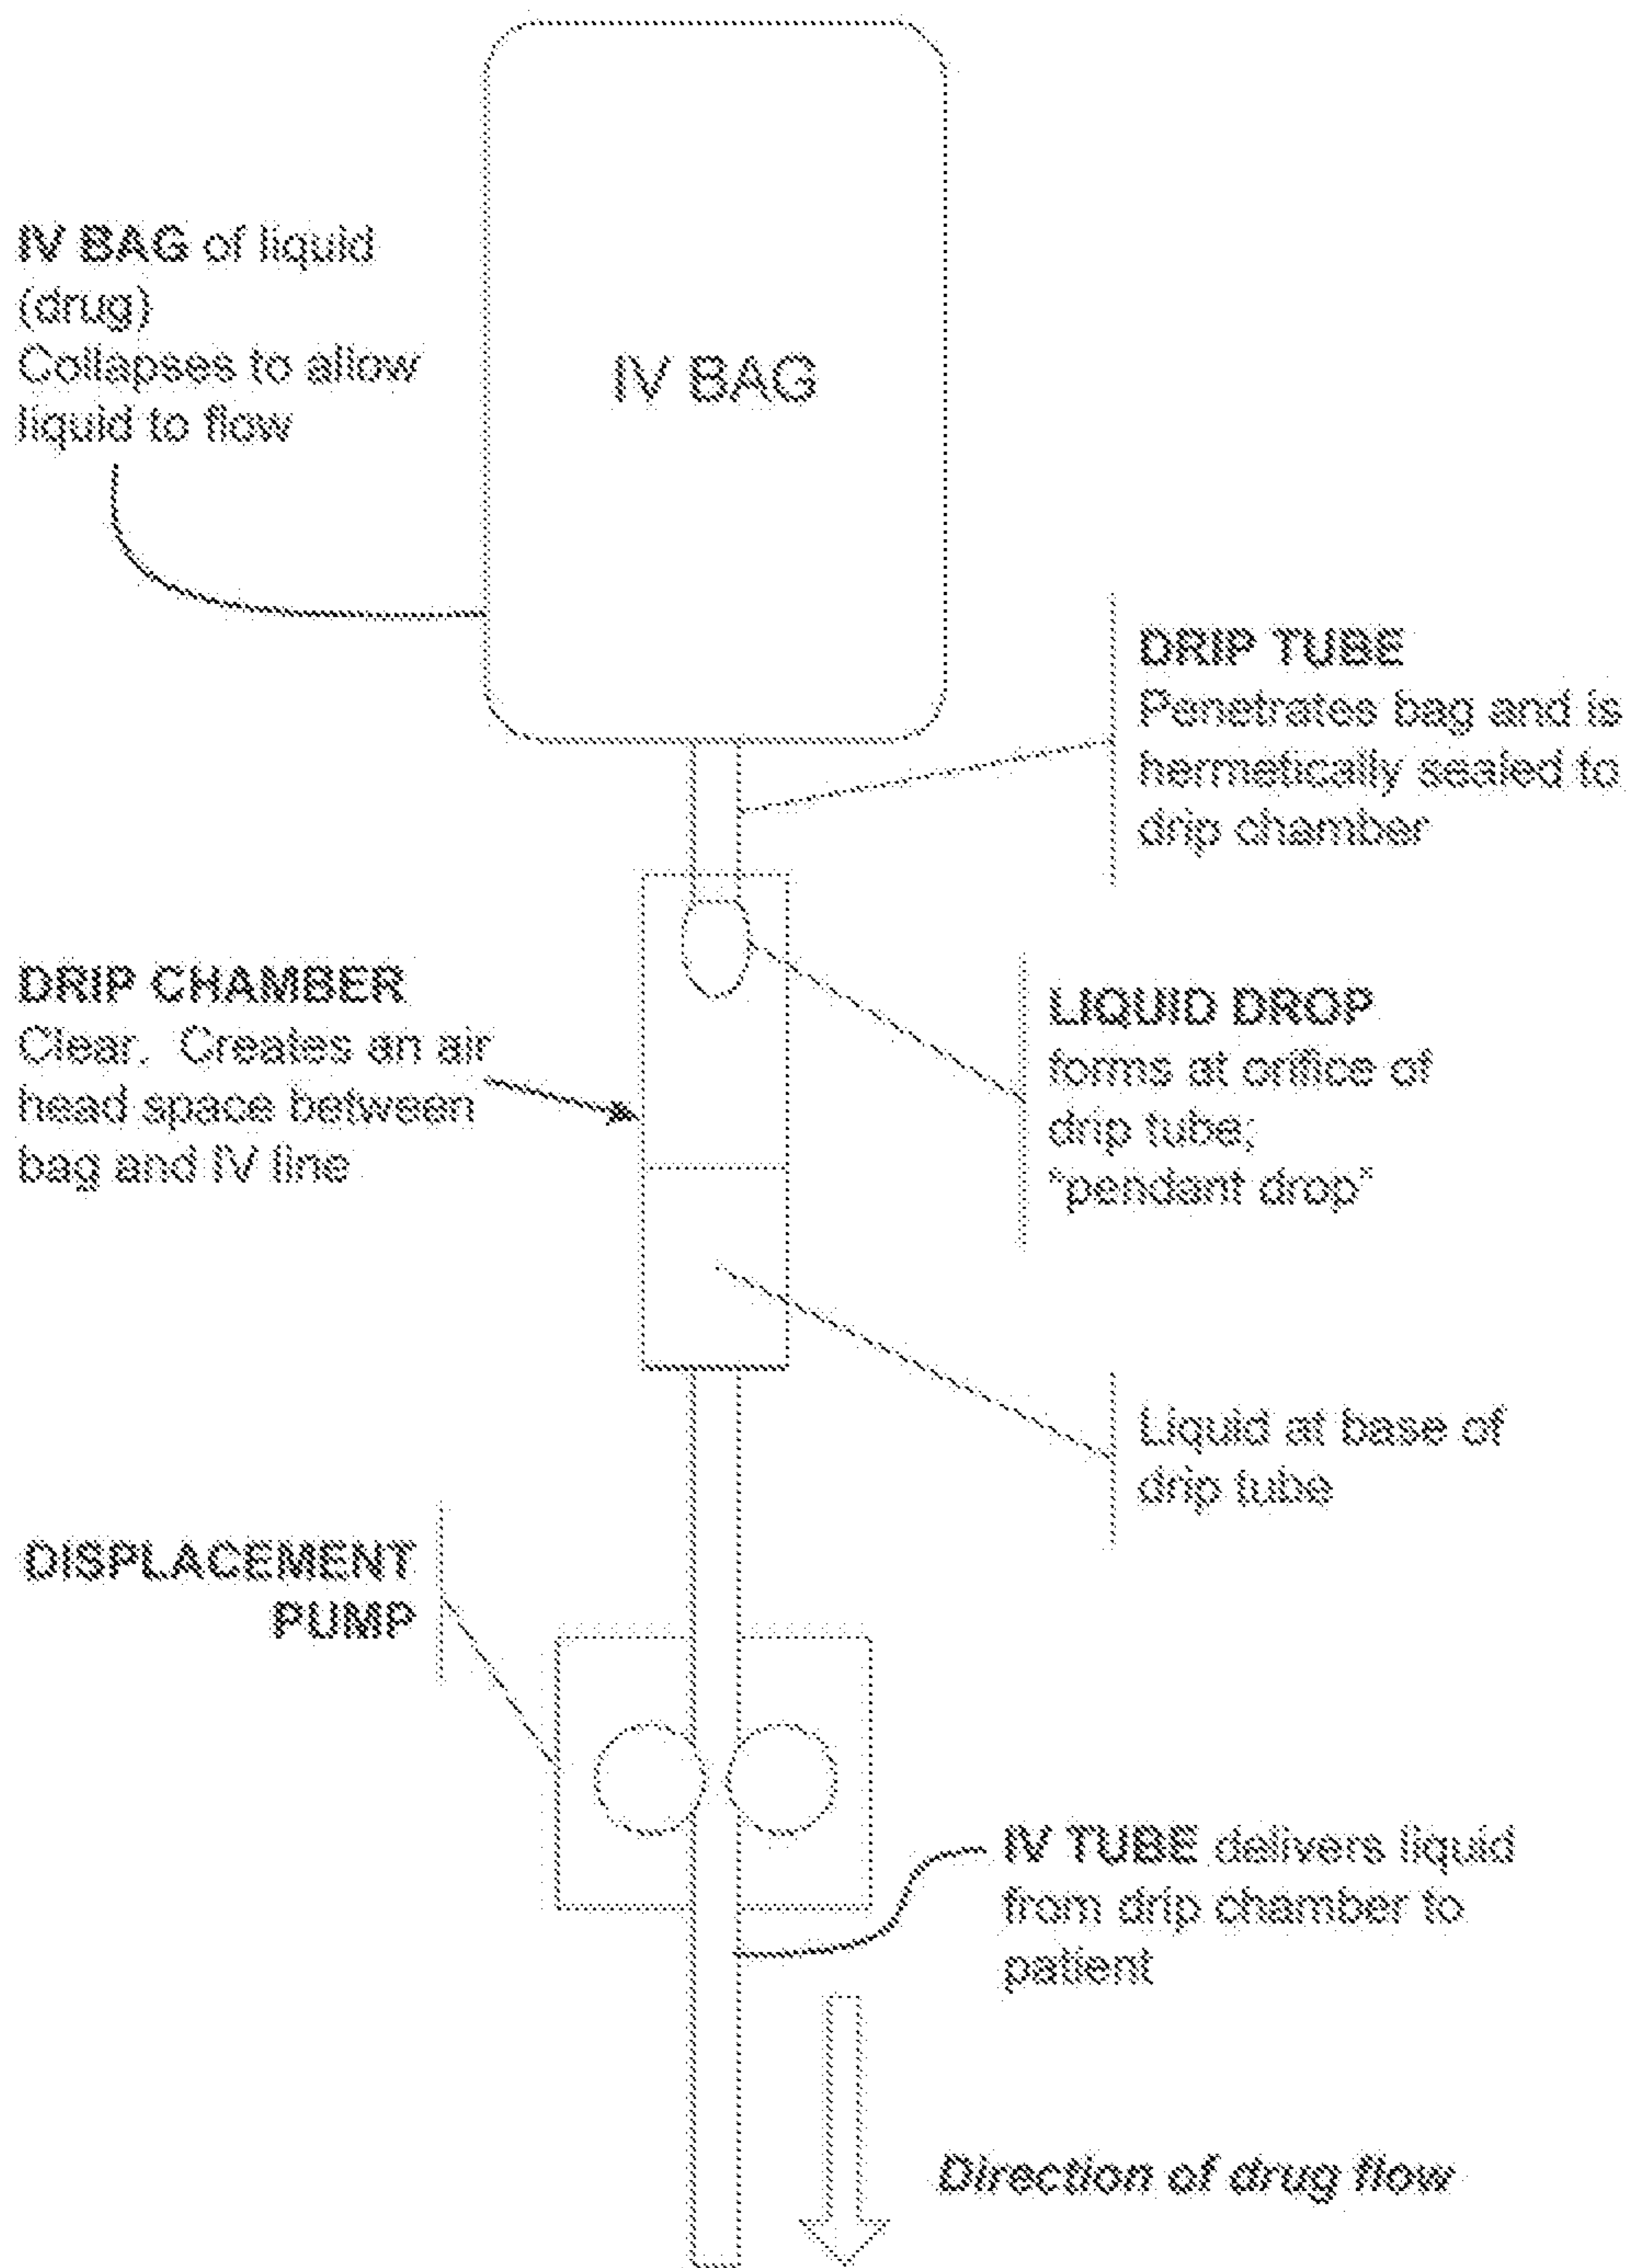 IV BAG of liquid
(drug)
Collapses to allow
liquid to flow
IV BAG
DRIP TUBE
Penetrates bag and is
hermetically sealed to
drip chamber
DRIP CHAMBER
Clear. Creates an air
head space between
bag and IV line
LIQUID DROP
forms at orifice of
drip tube;
"pendant drop"
Liquid at base of
drip tube
DISPLACEMENT
PUMP
IV TUBE delivers liquid
from drip chamber to
patient
Direction of drug flow